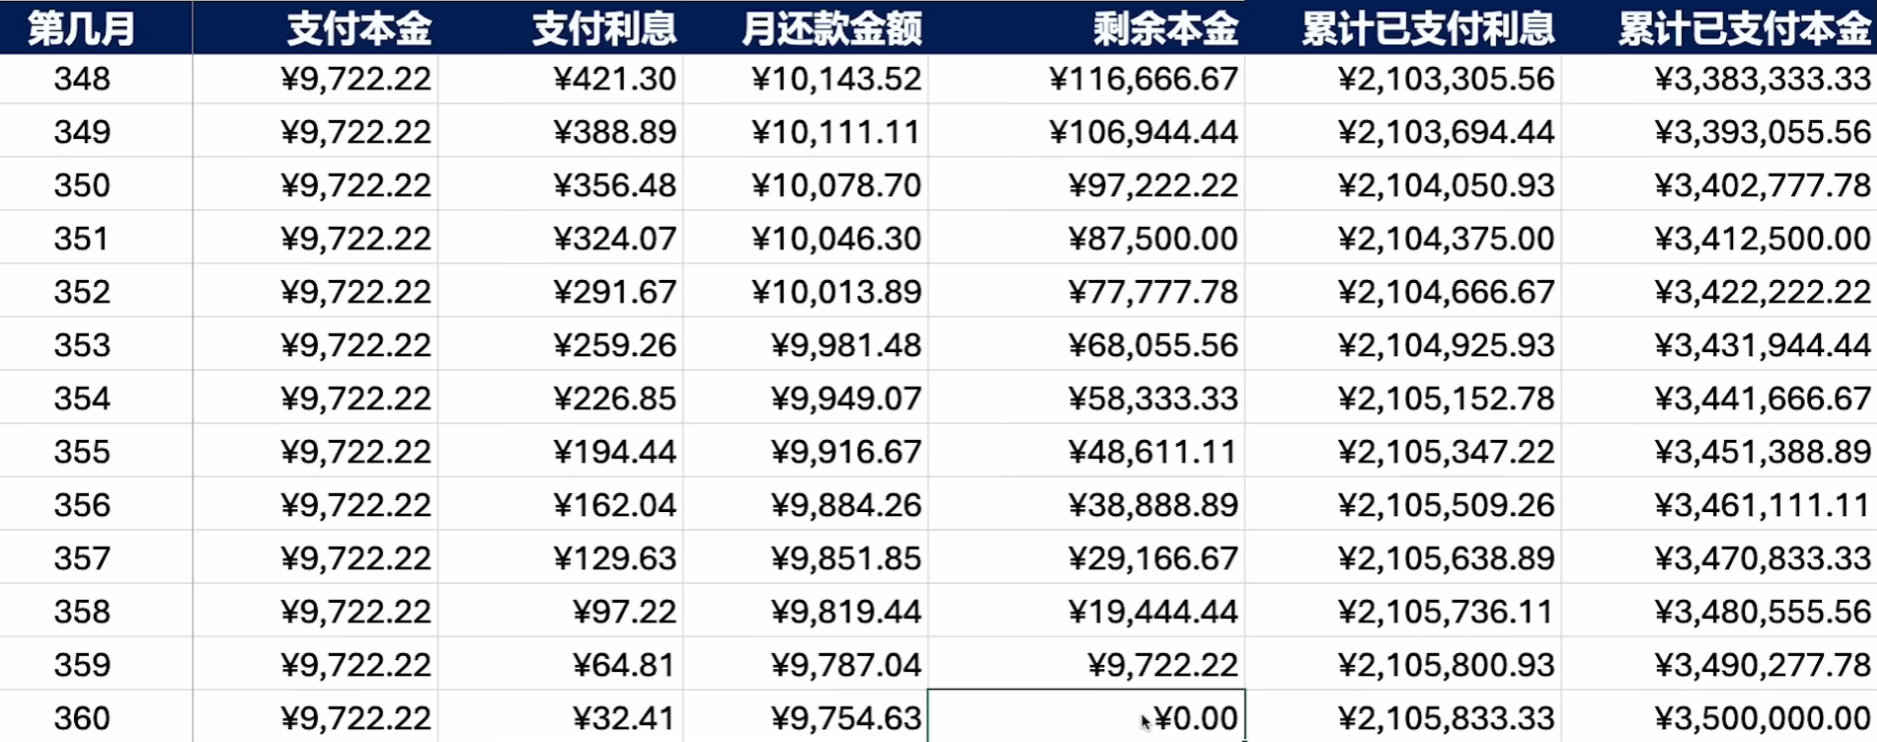 第几月 支付本金 支付利息 月还款金额 剩余本金 累计已支付利息 累计已支付本金
348 ¥9,722.22 ¥421.30 ¥10,143.52 ¥116,666.67 ¥2,103,305.56 ¥3,383,333.33
349 ¥9,722.22 ¥388.89 ¥10,111.11 ¥106,944.44 ¥2,103,694.44 ¥3,393,055.56
350 ¥9,722.22 ¥356.48 ¥10,078.70 ¥97,222.22 ¥2,104,050.93 ¥3,402,777.78
351 ¥9,722.22 ¥324.07 ¥10,046.30 ¥87,500.00 ¥2,104,375.00 ¥3,412,500.00
352 ¥9,722.22 ¥291.67 ¥10,013.89 ¥77,777.78 ¥2,104,666.67 ¥3,422,222.22
353 ¥9,722.22 ¥259.26 ¥9,981.48 ¥68,055.56 ¥2,104,925.93 ¥3,431,944.44
354 ¥9,722.22 ¥226.85 ¥9,949.07 ¥58,333.33 ¥2,105,152.78 ¥3,441,666.67
355 ¥9,722.22 ¥194.44 ¥9,916.67 ¥48,611.11 ¥2,105,347.22 ¥3,451,388.89
356 ¥9,722.22 ¥162.04 ¥9,884.26 ¥38,888.89 ¥2,105,509.26 ¥3,461,111.11
357 ¥9,722.22 ¥129.63 ¥9,851.85 ¥29,166.67 ¥2,105,638.89 ¥3,470,833.33
358 ¥9,722.22 ¥97.22 ¥9,819.44 ¥19,444.44 ¥2,105,736.11 ¥3,480,555.56
359 ¥9,722.22 ¥64.81 ¥9,787.04 ¥9,722.22 ¥2,105,800.93 ¥3,490,277.78
360 ¥9,722.22 ¥32.41 ¥9,754.63 ¥0.00 ¥2,105,833.33 ¥3,500,000.00